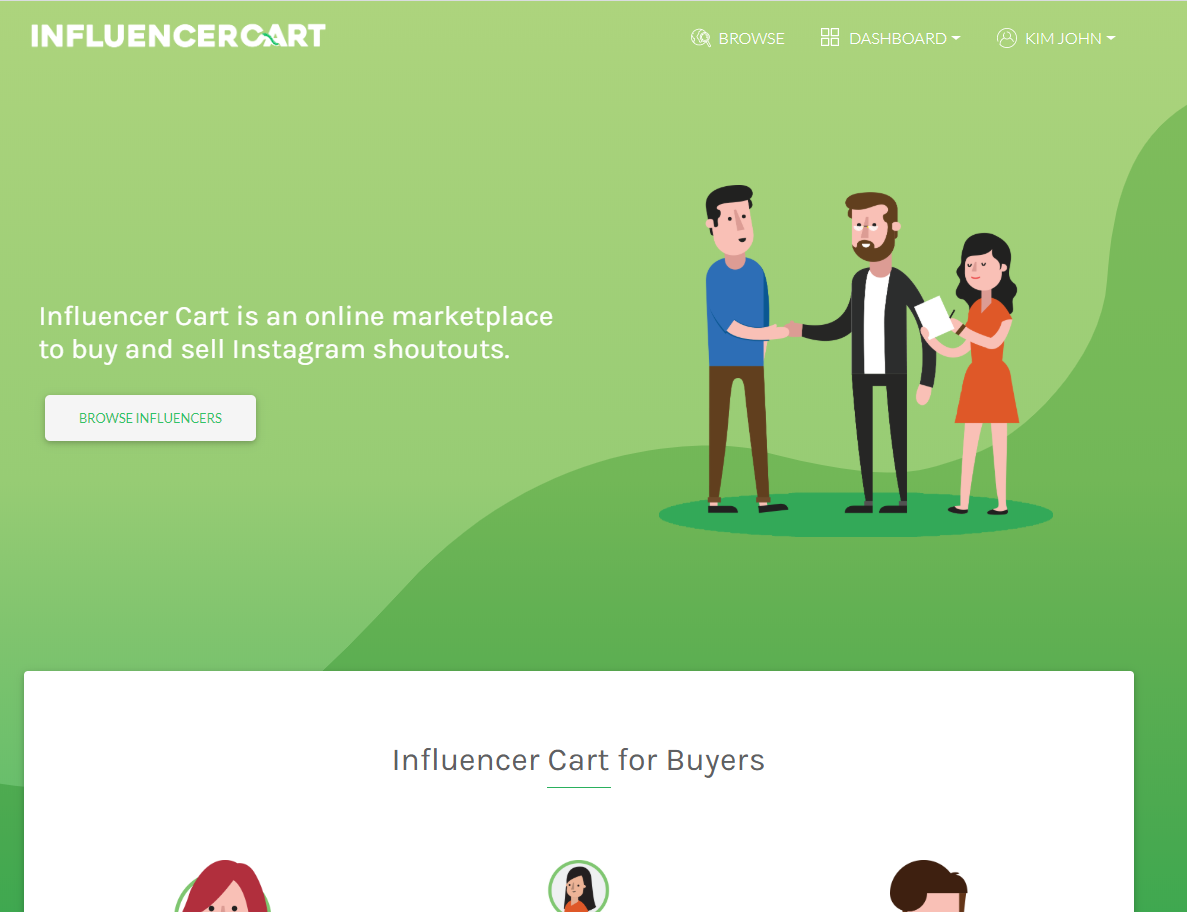 INFLUENCERCART
BROWSE
DASHBOARD
KIM JOHN
Influencer Cart is an online marketplace
to buy and sell Instagram shoutouts.
BROWSE INFLUENCERS
Influencer Cart for Buyers